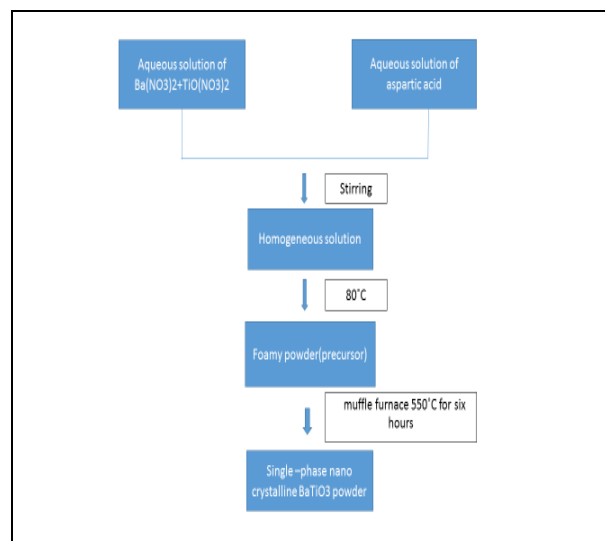 Aqueous solution of
Ba(NO3)2+TiO(NO3)2
Aqueous solution of
aspartic acid
Stirring
Homogeneous solution
80˚C
Foamy powder(precursor)
muffle furnace 550˚C for six
hours
Single –phase nano
crystalline BaTiO3 powder